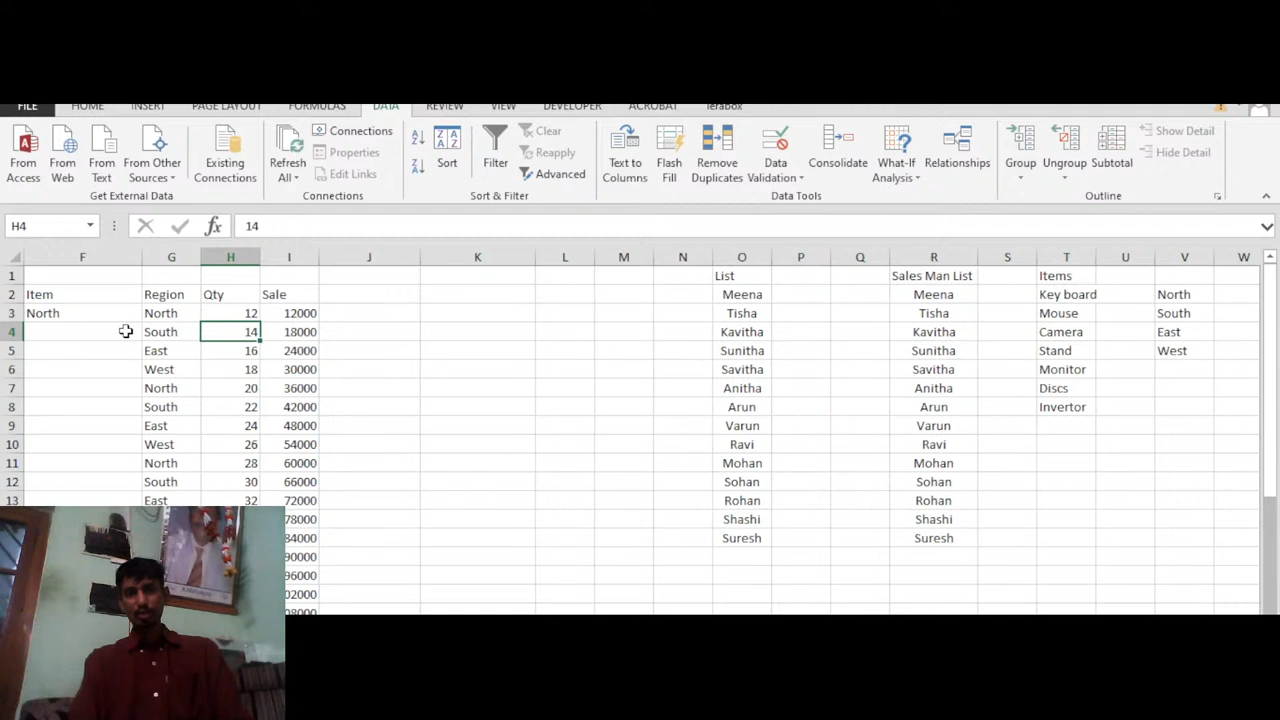 FILE HOME INSERT PAGE LAYOUT FORMULAS DATA REVIEW VIEW DEVELOPER ACROBAT Terabox
From Access From Web From Text From Other Sources Existing Connections Refresh All Connections Properties Edit Links Sort Filter Clear Reapply Advanced Text to Columns Flash Fill Remove Duplicates Data Validation Consolidate What-If Analysis Relationships Group Ungroup Subtotal Show Detail Hide Detail
Get External Data Connections Sort & Filter Data Tools Outline
H4 fx 14
F G H I J K L M N O P Q R S T U V W
1 List Sales Man List Items
2 Item Region Qty Sale Meena Meena Key board North
3 North North 12 12000 Tisha Tisha Mouse South
4 South 14 18000 Kavitha Kavitha Camera East
5 East 16 24000 Sunitha Sunitha Stand West
6 West 18 30000 Savitha Savitha Monitor
7 North 20 36000 Anitha Anitha Discs
8 South 22 42000 Arun Arun Invertor
9 East 24 48000 Varun Varun
10 West 26 54000 Ravi Ravi
11 North 28 60000 Mohan Mohan
12 South 30 66000 Sohan Sohan
13 East 32 72000 Rohan Rohan
78000 Shashi Shashi
84000 Suresh Suresh
90000
96000